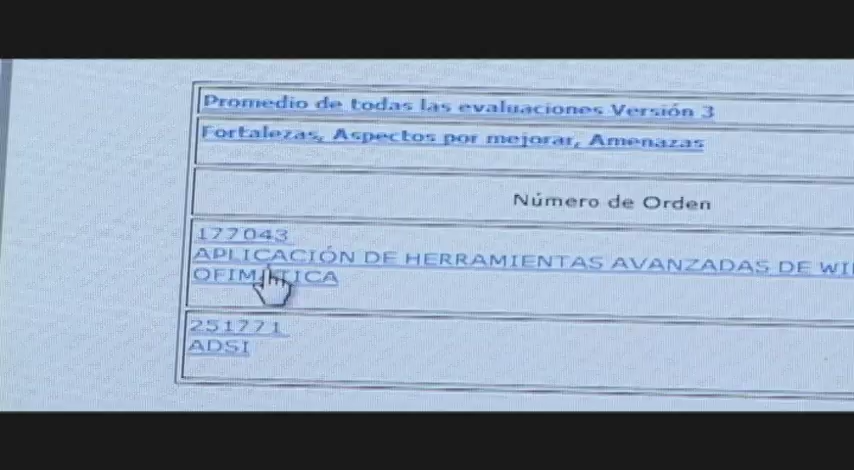 Promedio de todas las evaluaciones Versión 3
Fortalezas, Aspectos por mejorar, Amenazas
Número de Orden
177043
APLICACIÓN DE HERRAMIENTAS AVANZADAS DE
OFIMÁTICA
251771
ADSI